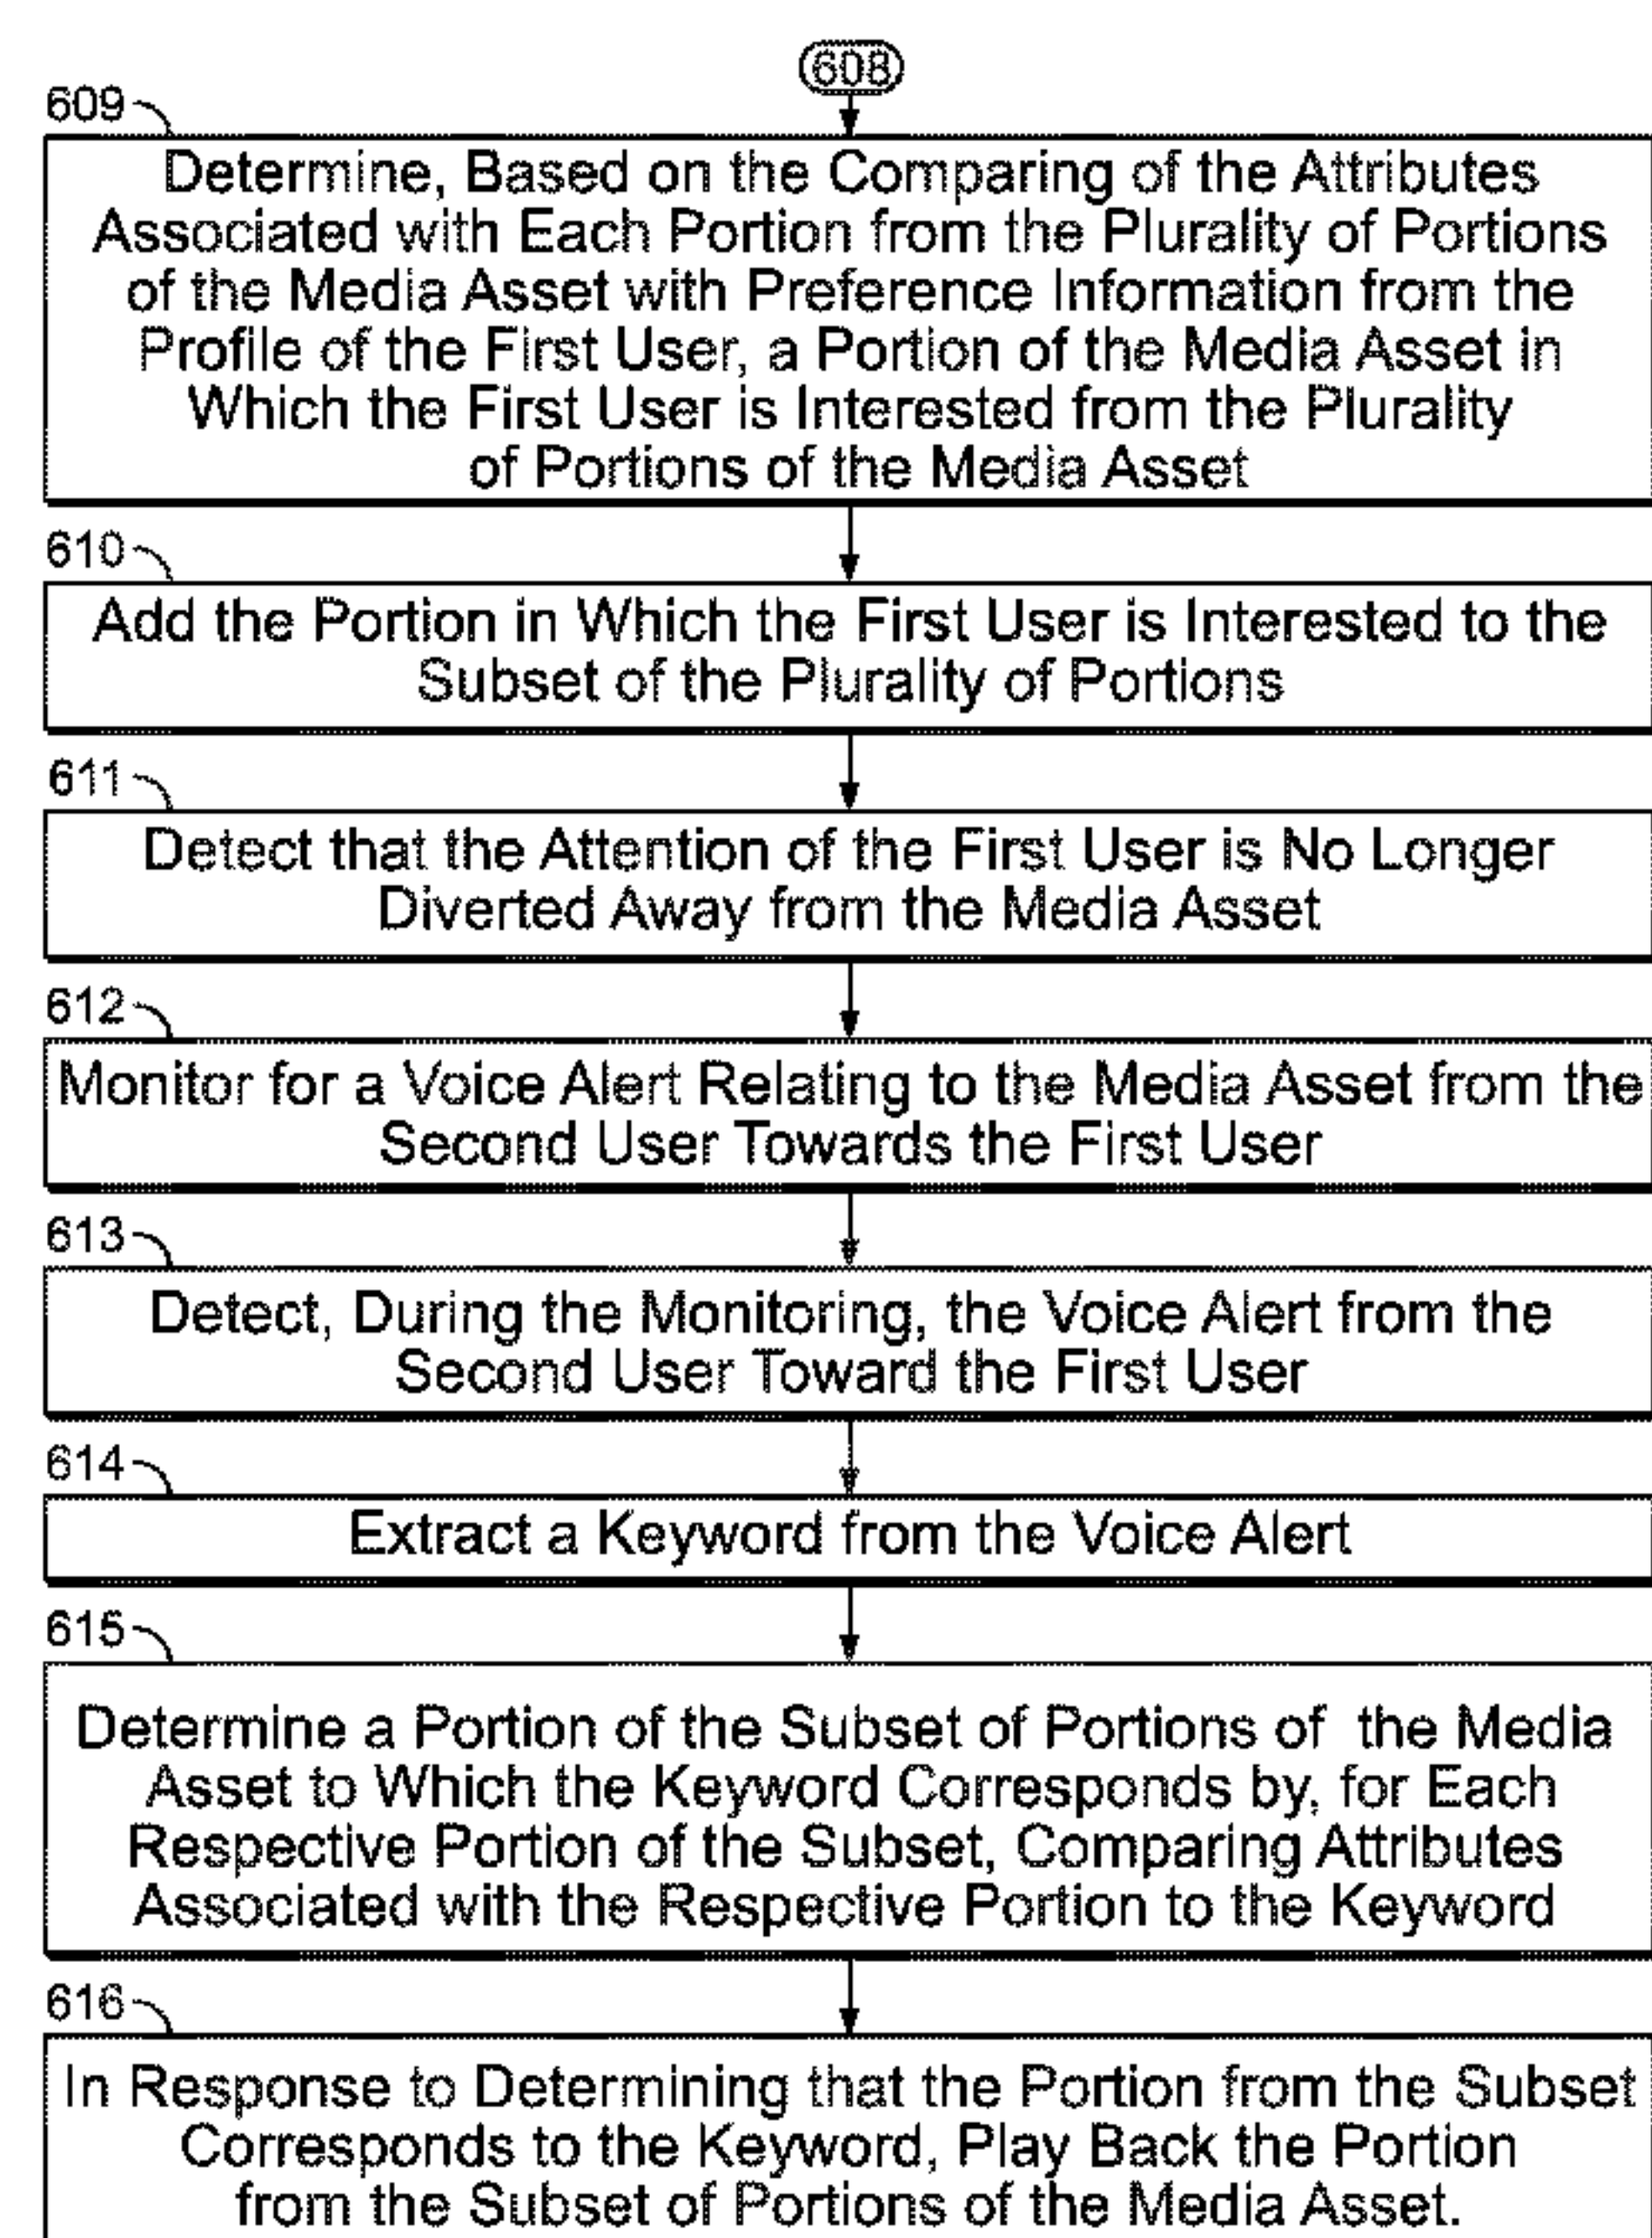 608
609
Determine, Based on the Comparing of the Attributes
Associated with Each Portion from the Plurality of Portions
of the Media Asset with Preference Information from the
Profile of the First User, a Portion of the Media Asset in
Which the First User is Interested from the Plurality
of Portions of the Media Asset
610
Add the Portion in Which the First User is Interested to the
Subset of the Plurality of Portions
611
Detect that the Attention of the First User is No Longer
Diverted Away from the Media Asset
612
Monitor for a Voice Alert Relating to the Media Asset from the
Second User Towards the First User
613
Detect, During the Monitoring, the Voice Alert from the
Second User Toward the First User
614
Extract a Keyword from the Voice Alert
615
Determine a Portion of the Subset of Portions of the Media
Asset to Which the Keyword Corresponds by, for Each
Respective Portion of the Subset, Comparing Attributes
Associated with the Respective Portion to the Keyword
616
In Response to Determining that the Portion from the Subset
Corresponds to the Keyword, Play Back the Portion
from the Subset of Portions of the Media Asset.